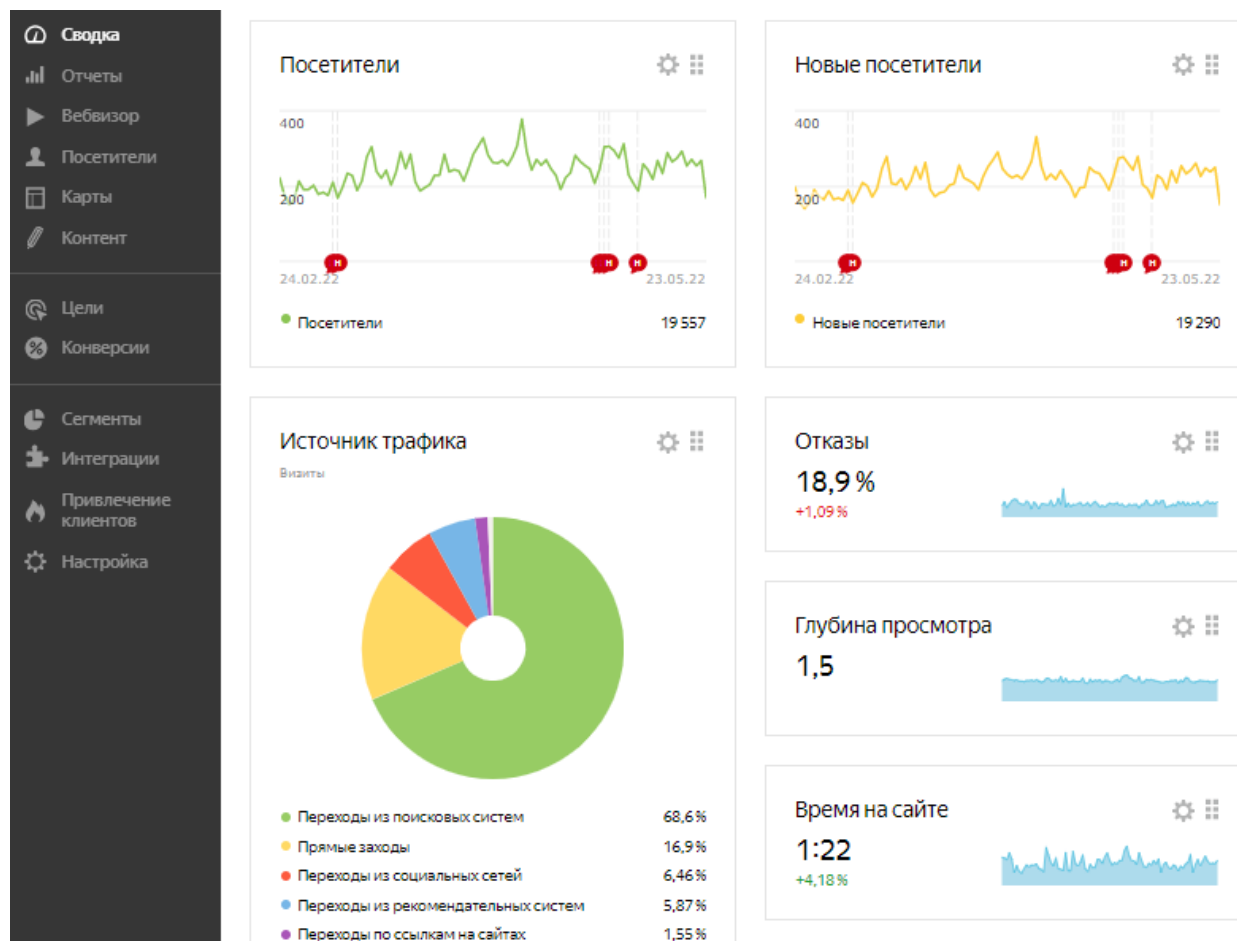 Сводка
Отчеты
Вебвизор
Посетители
Карты
Контент
Цели
Конверсии
Сегменты
Интеграции
Привлечение
клиентов
Настройка
Посетители
400
200
н
н
н
24.02.22
23.05.22
Посетители
19 557
Новые посетители
400
200
н
н
н
24.02.22
23.05.22
Новые посетители
19 290
Источник трафика
Визиты
Переходы из поисковых систем
68,6 %
Прямые заходы
16,9 %
Переходы из социальных сетей
6,46 %
Переходы из рекомендательных систем
5,87 %
Переходы по ссылкам на сайтах
1,55 %
Отказы
18,9 %
+1,09 %
Глубина просмотра
1,5
Время на сайте
1:22
+4,18 %